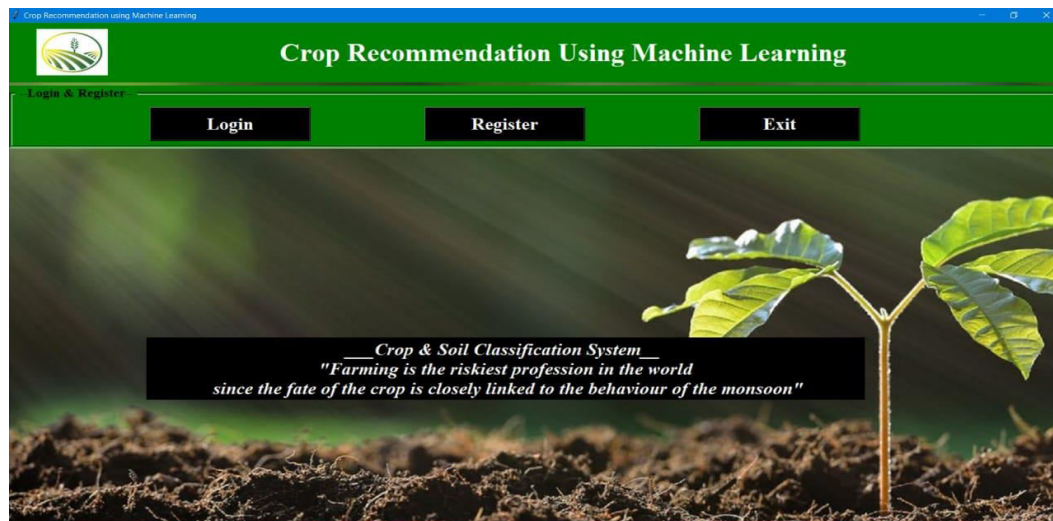 Crop Recommendation using Machine Learning
Crop Recommendation Using Machine Learning
--Login & Register--
Login
Register
Exit
___Crop & Soil Classification System__
"Farming is the riskiest profession in the world
since the fate of the crop is closely linked to the behaviour of the monsoon"